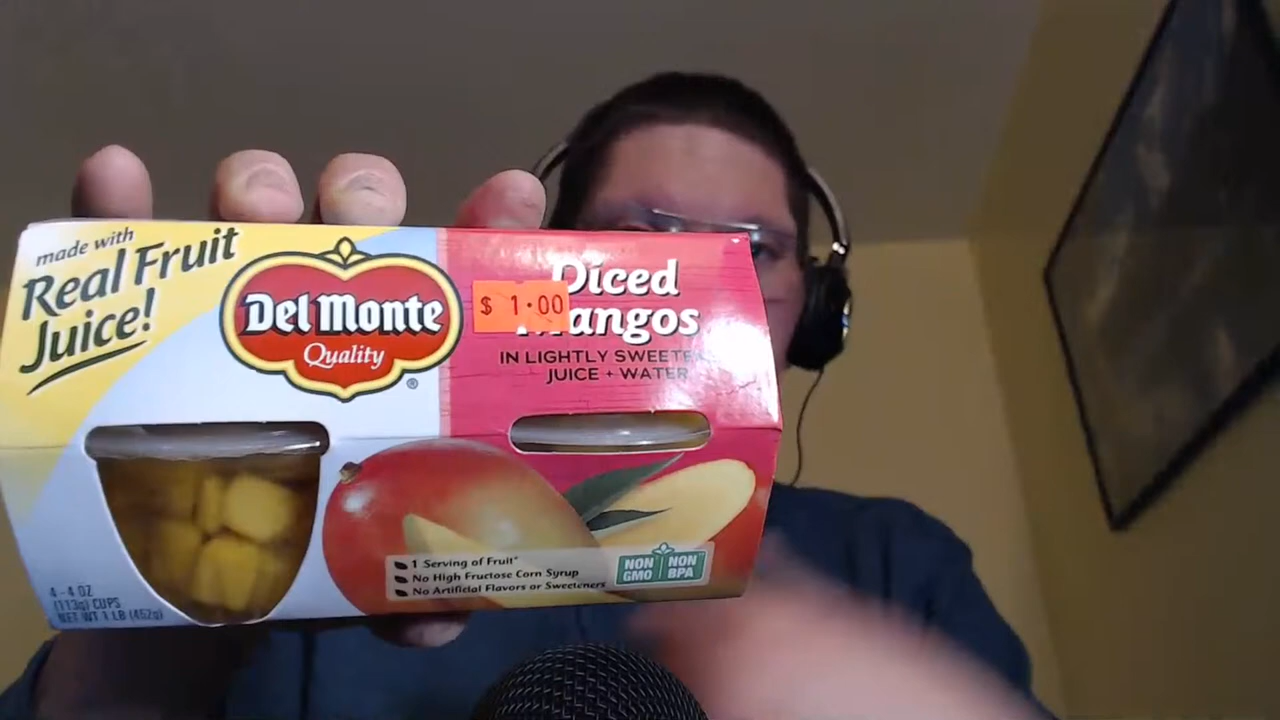 made with
Real Fruit
Juice!
Del Monte
Quality
®
$ 1.00
Diced
Mangos
IN LIGHTLY SWEETE
JUICE + WATER
1 Serving of Fruit*
No High Fructose Corn Syrup
No Artificial Flavors or Sweeteners
NON GMO
NON BPA
4 - 4 OZ
(113g) CUPS
NET WT 1 LB (452g)